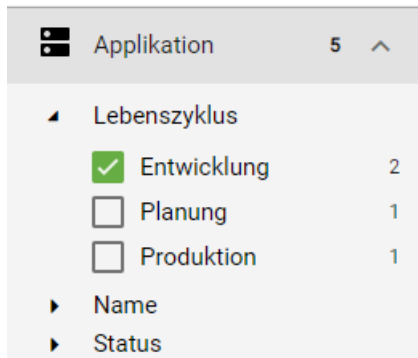 Applikation 5
Lebenszyklus
Entwicklung 2
Planung 1
Produktion 1
Name
Status